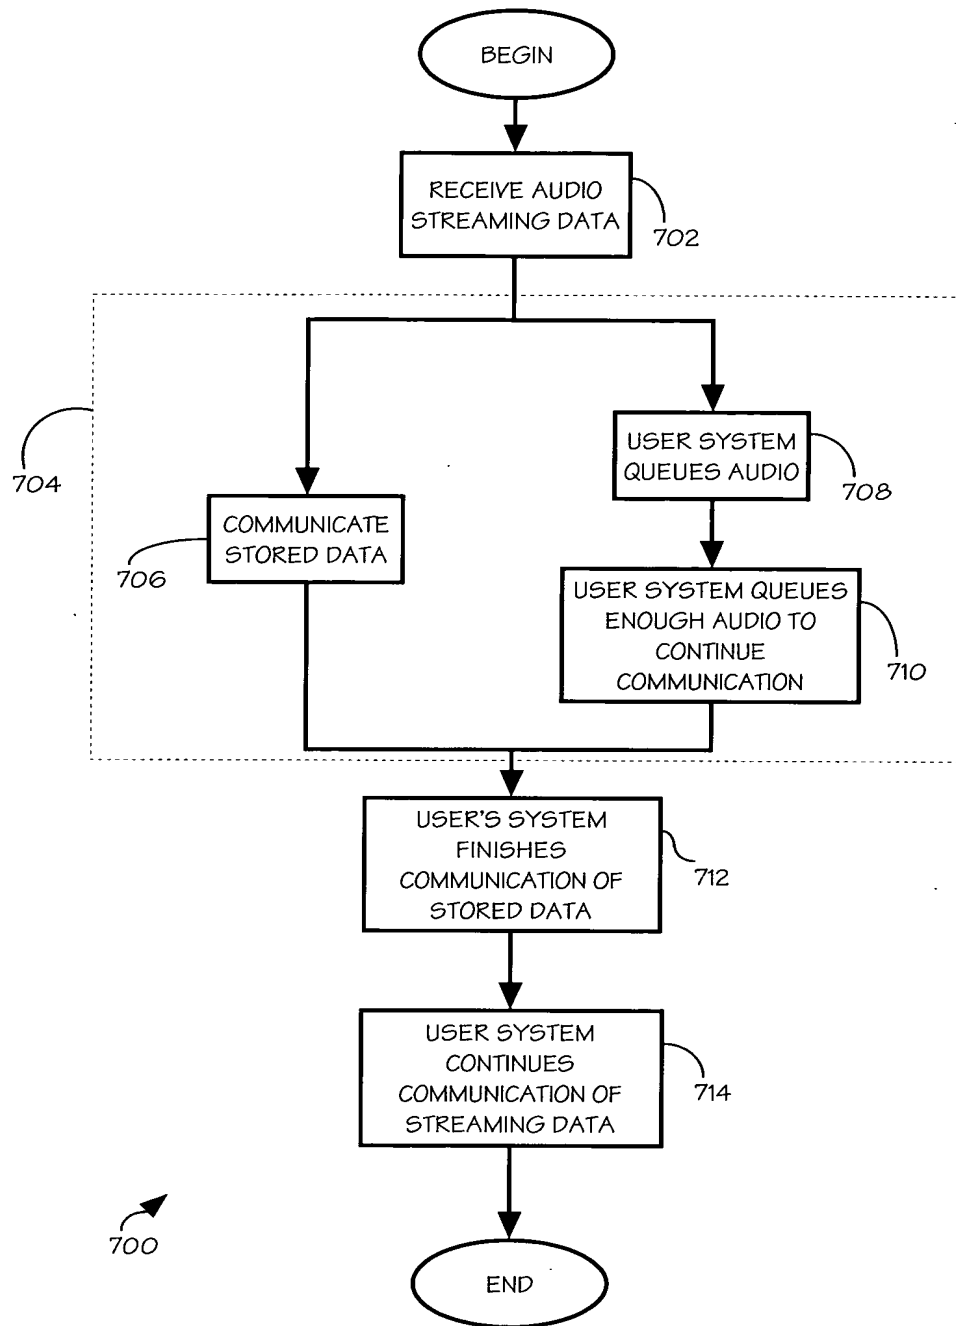 BEGIN
RECEIVE AUDIO
STREAMING DATA
702
704
USER SYSTEM
QUEUES AUDIO
708
COMMUNICATE
STORED DATA
706
USER SYSTEM QUEUES
ENOUGH AUDIO TO
CONTINUE
COMMUNICATION
710
USER'S SYSTEM
FINISHES
COMMUNICATION OF
STORED DATA
712
USER SYSTEM
CONTINUES
COMMUNICATION OF
STREAMING DATA
714
700
END